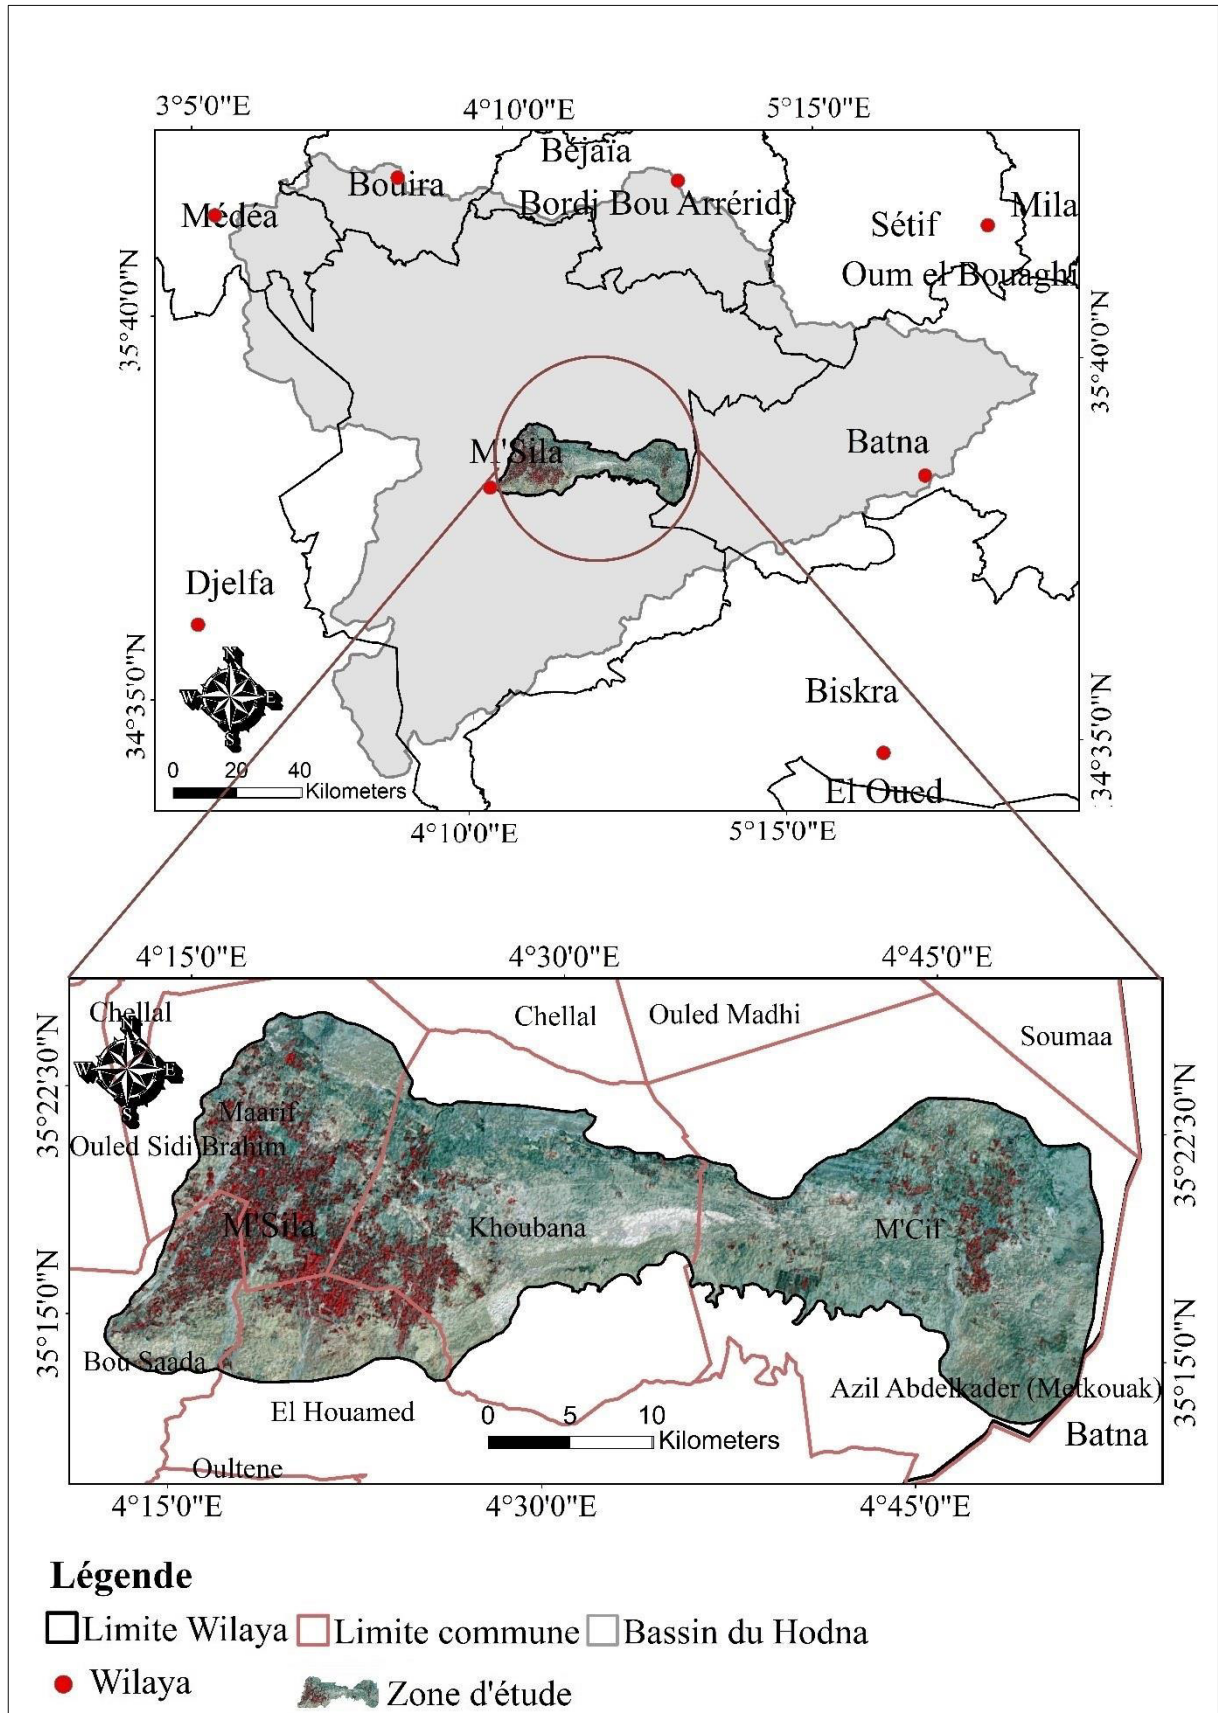 3°5'0"E 4°10'0"E 5°15'0"E
Béjaïa
Bouira
Médéa
Bordj Bou Arréridj
Mila
Sétif
Oum el Bouaghi
35°40'0"N
35°40'0"N
M'Sila
Batna
Djelfa
N
W E
S
Biskra
34°35'0"N
34°35'0"N
0 20 40
Kilometers
El Oued
4°10'0"E 5°15'0"E
4°15'0"E 4°30'0"E 4°45'0"E
Chellal
Chellal
Ouled Madhi
Soumaa
N
W E
S
35°22'30"N
35°22'30"N
Maarif
Ouled Sidi Brahim
M'Sila
Khoubana
M'Cif
35°15'0"N
35°15'0"N
Bou Saada
Azil Abdelkader (Metkouak)
El Houamed
0 5 10
Kilometers
Batna
Oultene
4°15'0"E 4°30'0"E 4°45'0"E
Légende
Limite Wilaya Limite commune Bassin du Hodna
Wilaya Zone d'étude